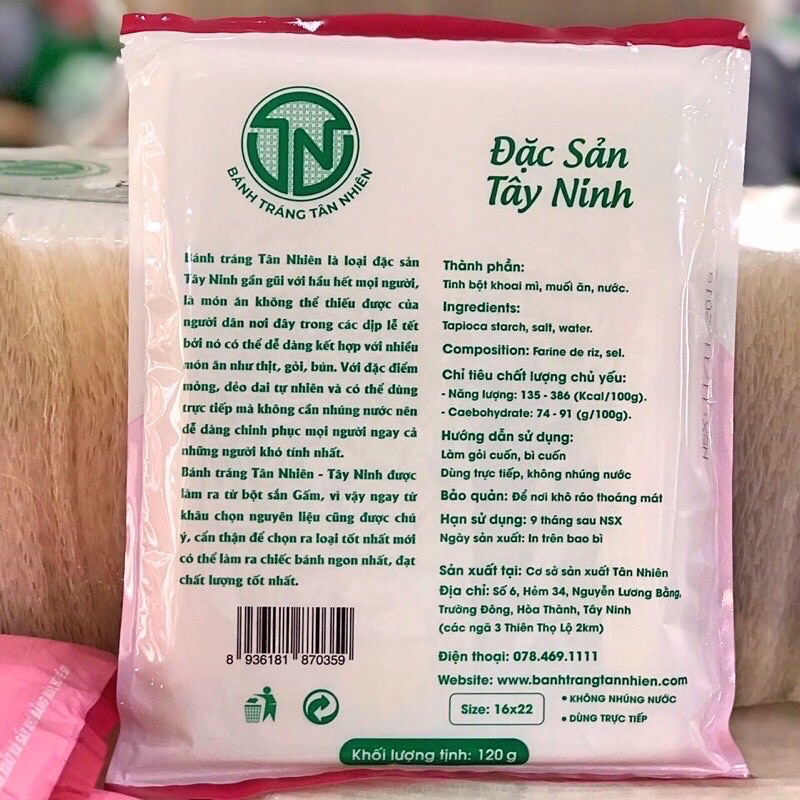 TN
BÁNH TRÁNG TÂN NHIÊN
Đặc Sản
Tây Ninh
Bánh tráng Tân Nhiên là loại đặc sản
Tây Ninh gần gũi với hầu hết mọi người,
là món ăn không thể thiếu được của
người dân nơi đây trong các dịp lễ tết
bởi nó có thể dễ dàng kết hợp với nhiều
món ăn như thịt, gỏi, bún. Với đặc điểm
mỏng, dẻo dai tự nhiên và có thể dùng
trực tiếp mà không cần nhúng nước nên
dễ dàng chinh phục mọi người ngay cả
những người khó tính nhất.
Bánh tráng Tân Nhiên - Tây Ninh được
làm ra từ bột sắn Gấm, vì vậy ngay từ
khâu chọn nguyên liệu cũng được chú
ý, cẩn thận để chọn ra loại tốt nhất mới
có thể làm ra chiếc bánh ngon nhất, đạt
chất lượng tốt nhất.
8 936181 870359
Thành phần:
Tinh bột khoai mì, muối ăn, nước.
Ingredients:
Tapioca starch, salt, water.
Composition: Farine de riz, sel.
Chỉ tiêu chất lượng chủ yếu:
- Năng lượng: 135 - 386 (Kcal/100g).
- Caebohydrate: 74 - 91 (g/100g).
Hướng dẫn sử dụng:
Làm gỏi cuốn, bì cuốn
Dùng trực tiếp, không nhúng nước
Bảo quản: Để nơi khô ráo thoáng mát
Hạn sử dụng: 9 tháng sau NSX
Ngày sản xuất: In trên bao bì
Sản xuất tại: Cơ sở sản xuất Tân Nhiên
Địa chỉ: Số 6, Hẻm 34, Nguyễn Lương Bằng,
Trường Đông, Hòa Thành, Tây Ninh
(các ngã 3 Thiên Thọ Lộ 2km)
Điện thoại: 078.469.1111
Website: www.banhtrangtannhien.com
Size: 16x22
• KHÔNG NHÚNG NƯỚC
• DÙNG TRỰC TIẾP
Khối lượng tịnh: 120 g